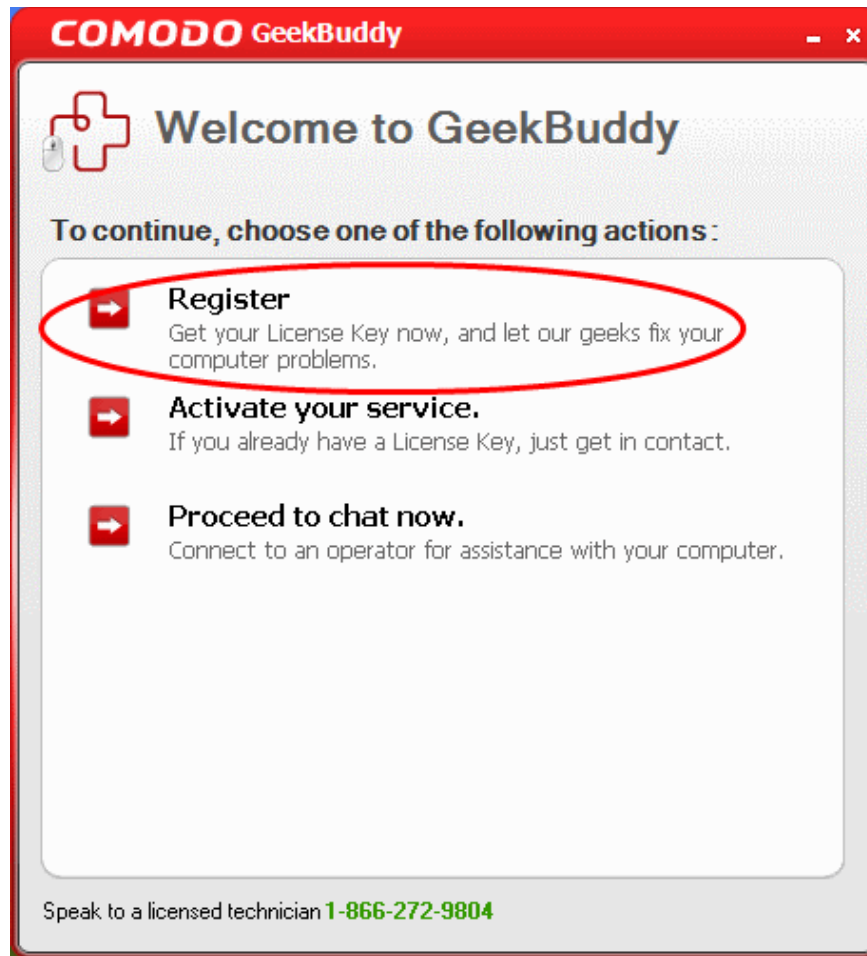 COMODO GeekBuddy
Welcome to GeekBuddy
To continue, choose one of the following actions:
Register
Get your License Key now, and let our geeks fix your
computer problems.
Activate your service.
If you already have a License Key, just get in contact.
Proceed to chat now.
Connect to an operator for assistance with your computer.
Speak to a licensed technician 1-866-272-9804